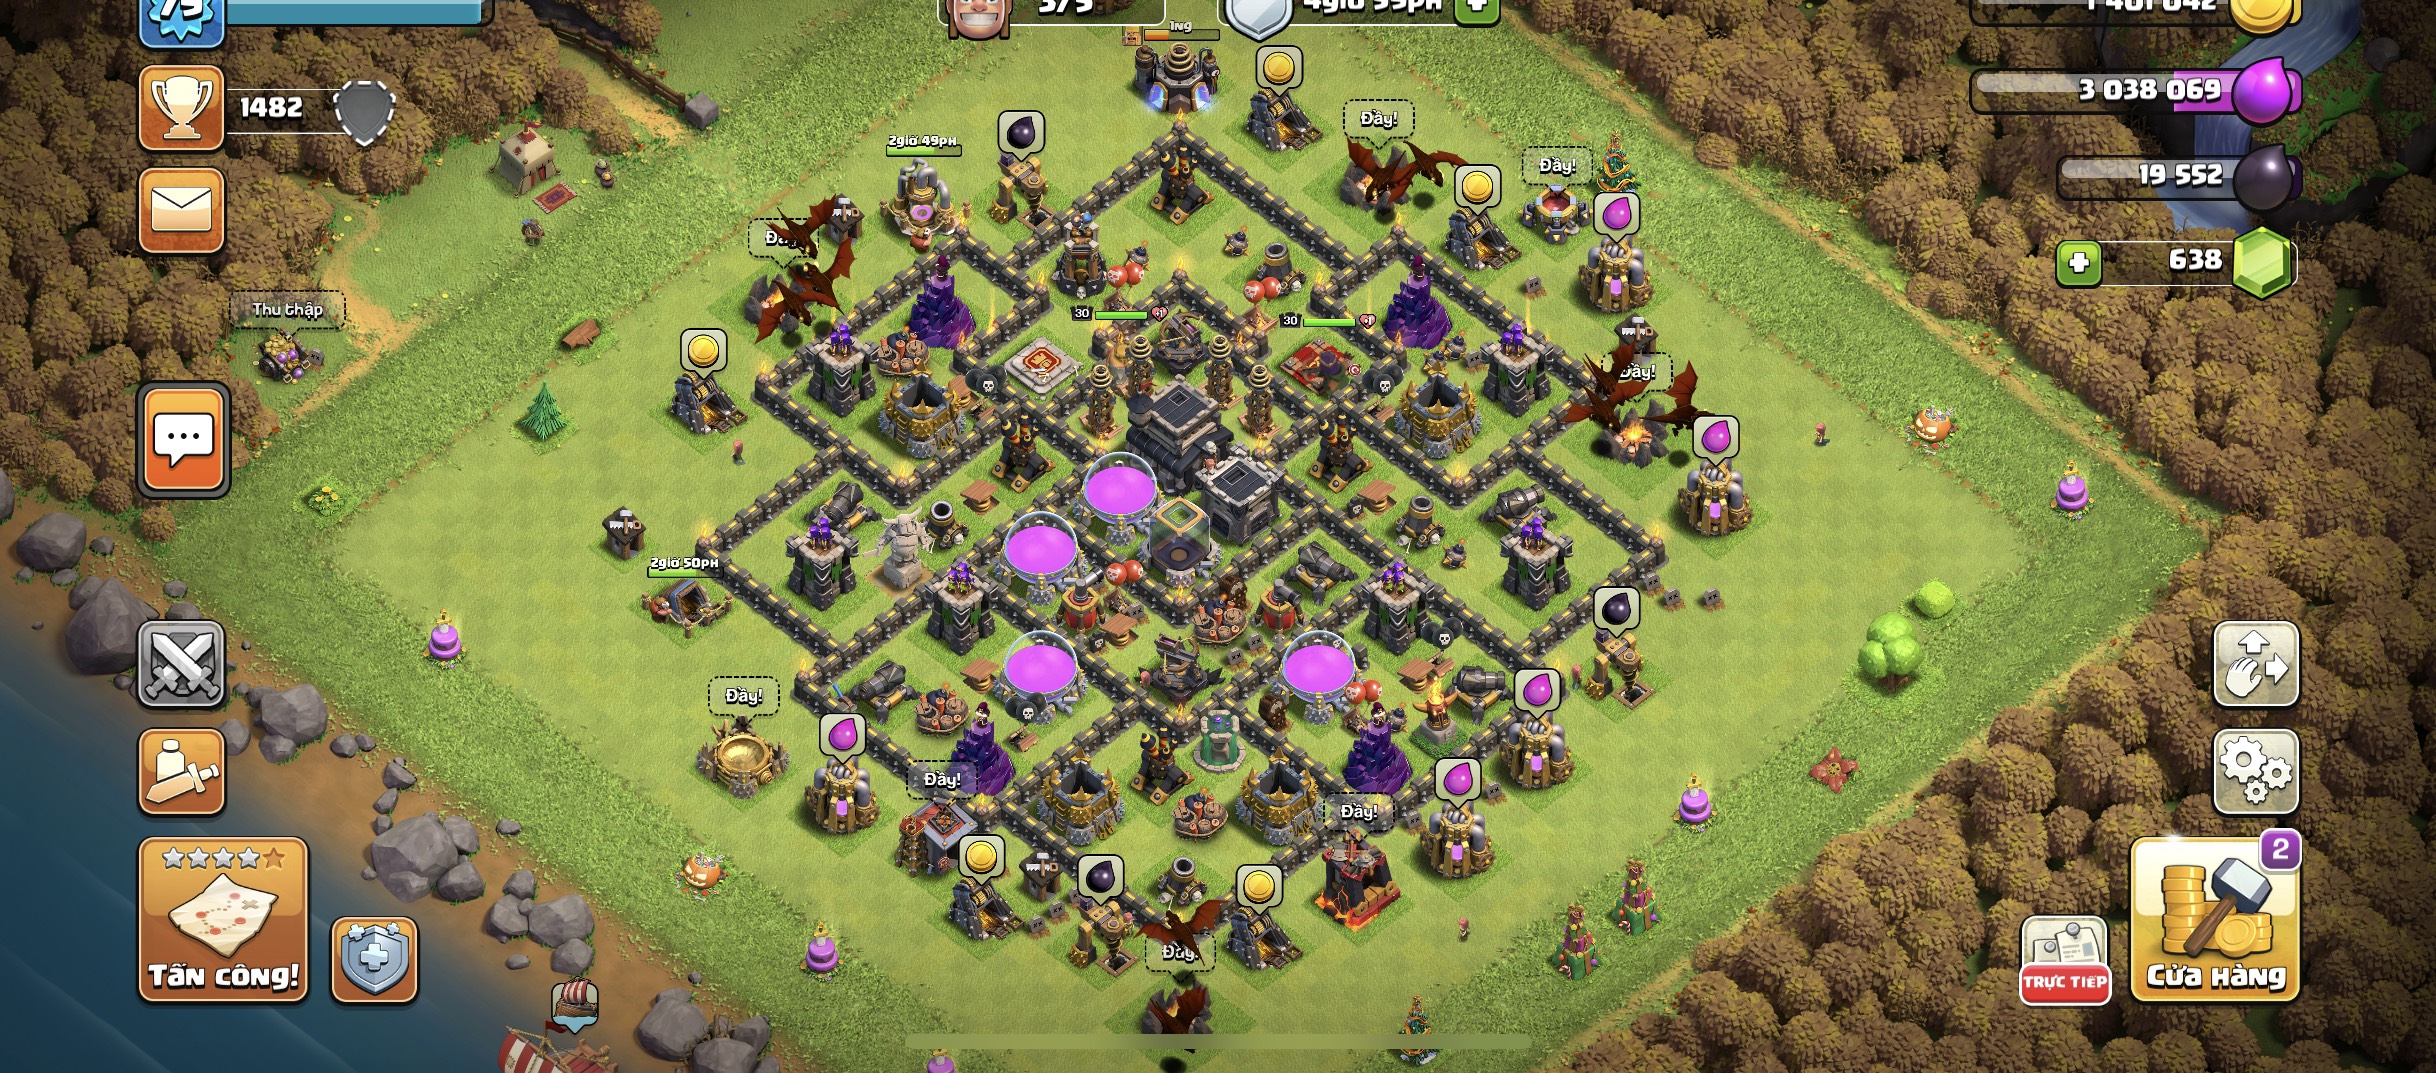 1ng
1482
Đầy!
3 038 069
2giờ 49ph
Đầy!
19 552
638
Thu thập
30
30
Đầy!
2giờ 50ph
Đầy!
Đầy!
Đầy!
2
Tấn công!
Cửa hàng
TRỰC TIẾP